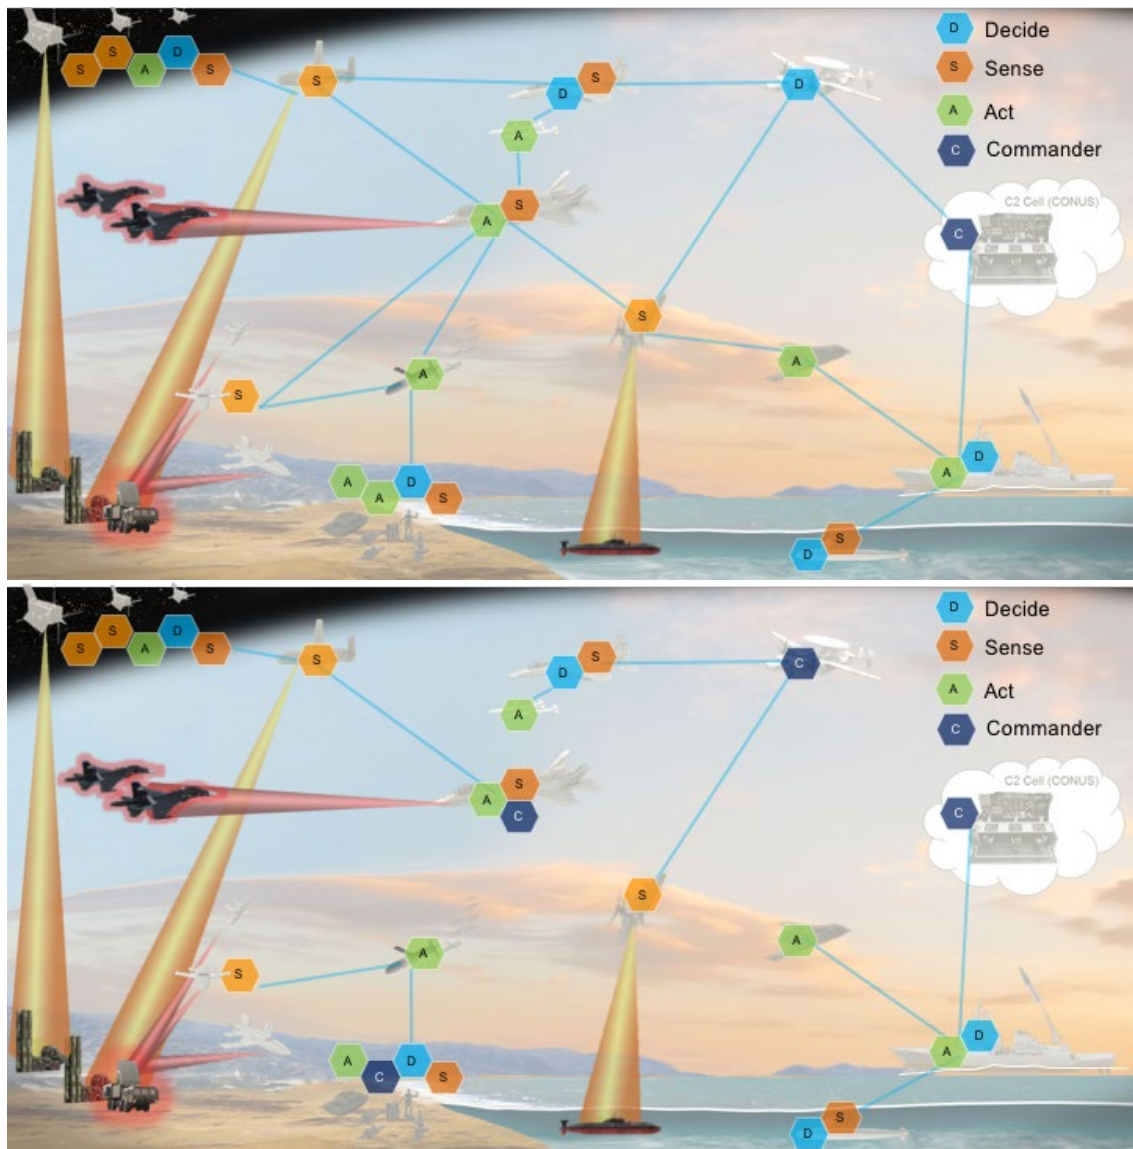 D Decide
S S A D S S D S D S Sense
A A Act
C Commander
C2 Cell (CONUS)
A S C
S A
A S
A A D S A D
D S
D Decide
S S A D S S D S C S Sense
A A Act
C Commander
C2 Cell (CONUS)
A S C C
S
S A A
A C D S A D
D S